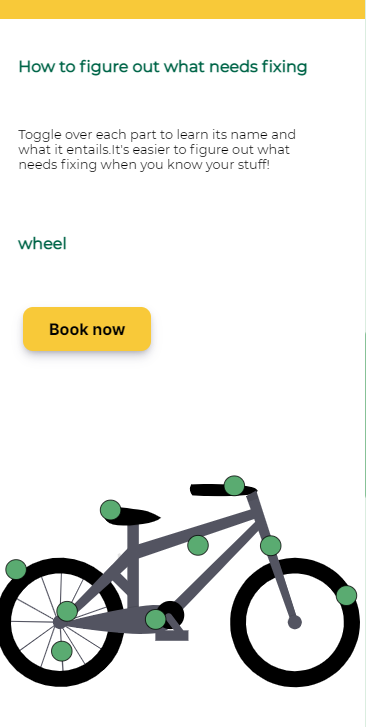 How to figure out what needs fixing
Toggle over each part to learn its name and
what it entails.It's easier to figure out what
needs fixing when you know your stuff!
wheel
Book now